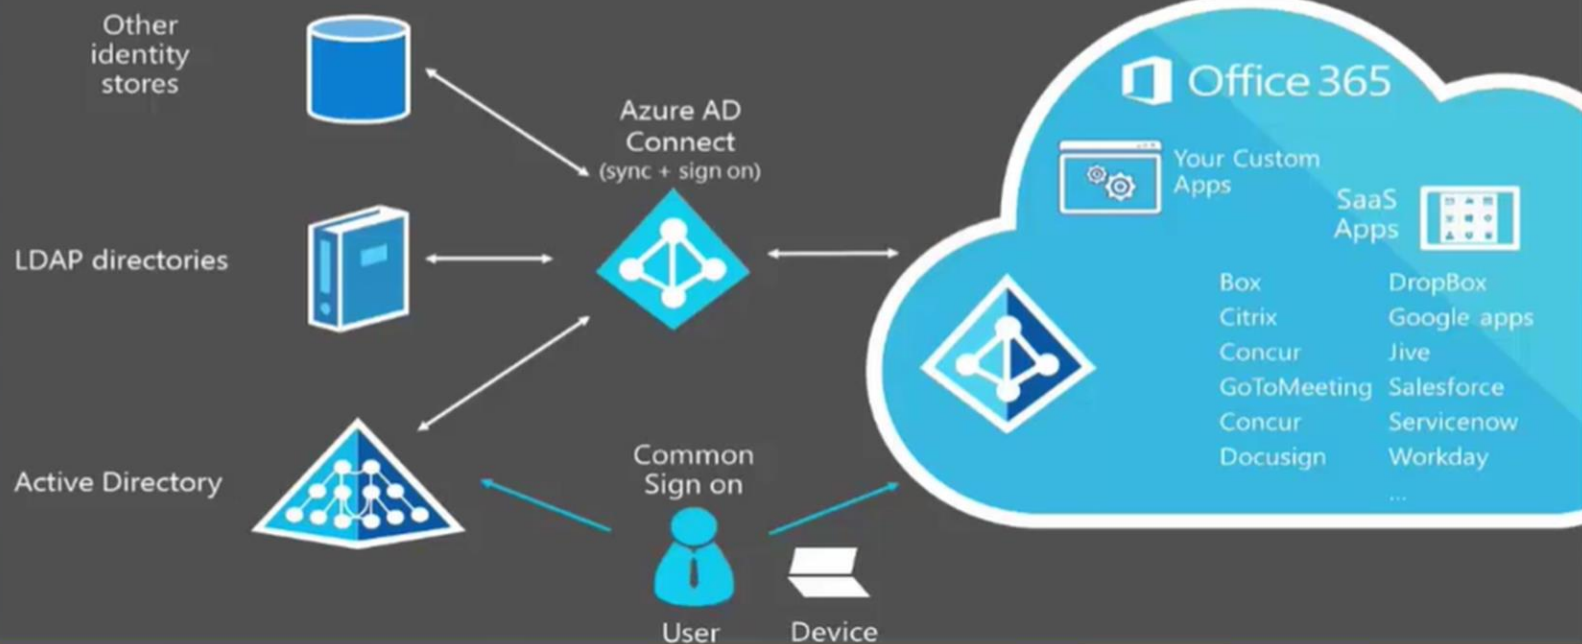 Other
identity
stores
Azure AD
Connect
(sync + sign on)
LDAP directories
Active Directory
Common
Sign on
User
Device
Office 365
Your Custom
Apps
SaaS
Apps
Box
DropBox
Citrix
Google apps
Concur
Jive
GoToMeeting
Salesforce
Concur
Servicenow
Docusign
Workday
...